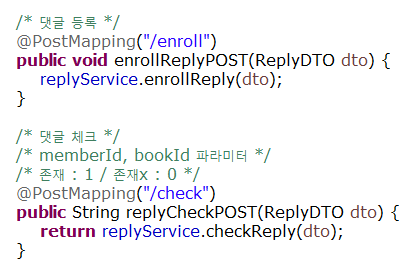 /* 댓글 등록 */
@PostMapping("/enroll")
public void enrollReplyPOST(ReplyDTO dto) {
replyService.enrollReply(dto);
}
/* 댓글 체크 */
/* memberId, bookId 파라미터 */
/* 존재 : 1 / 존재x : 0 */
@PostMapping("/check")
public String replyCheckPOST(ReplyDTO dto) {
return replyService.checkReply(dto);
}